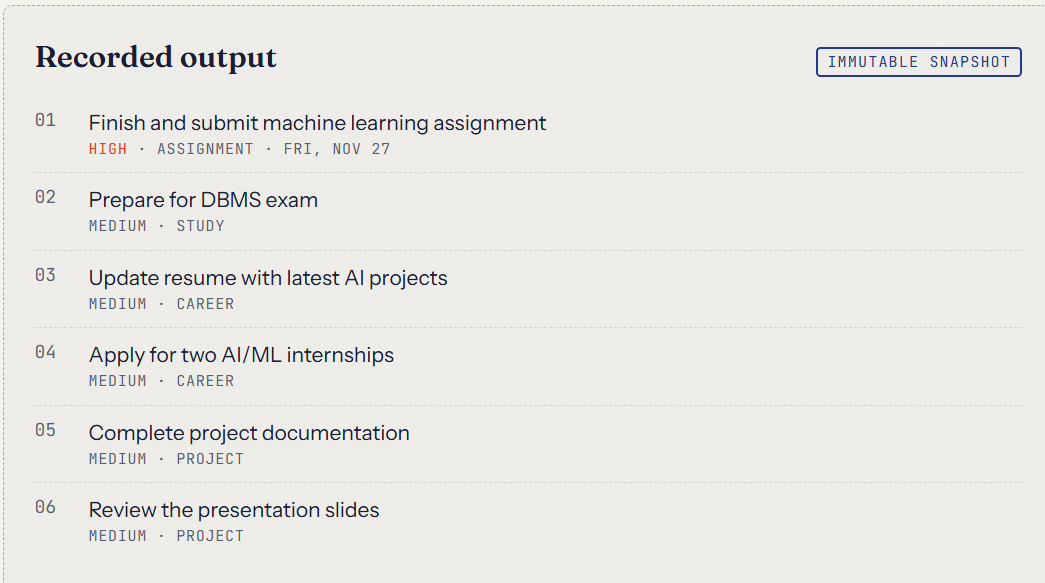 Recorded output
IMMUTABLE SNAPSHOT
01
Finish and submit machine learning assignment
HIGH · ASSIGNMENT · FRI, NOV 27
02
Prepare for DBMS exam
MEDIUM · STUDY
03
Update resume with latest AI projects
MEDIUM · CAREER
04
Apply for two AI/ML internships
MEDIUM · CAREER
05
Complete project documentation
MEDIUM · PROJECT
06
Review the presentation slides
MEDIUM · PROJECT